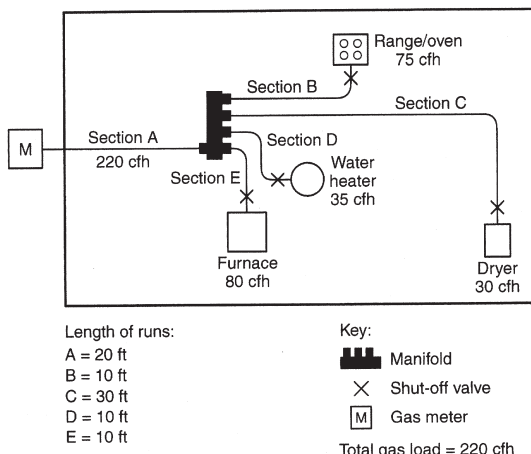 Range/oven
75 cfh
Section B
Section C
Section A
M
220 cfh
Section D
Section E
Water
heater
35 cfh
Furnace
80 cfh
Dryer
30 cfh
Length of runs:
A = 20 ft
B = 10 ft
C = 30 ft
D = 10 ft
E = 10 ft
Key:
Manifold
Shut-off valve
M Gas meter
Total gas load = 220 cfh